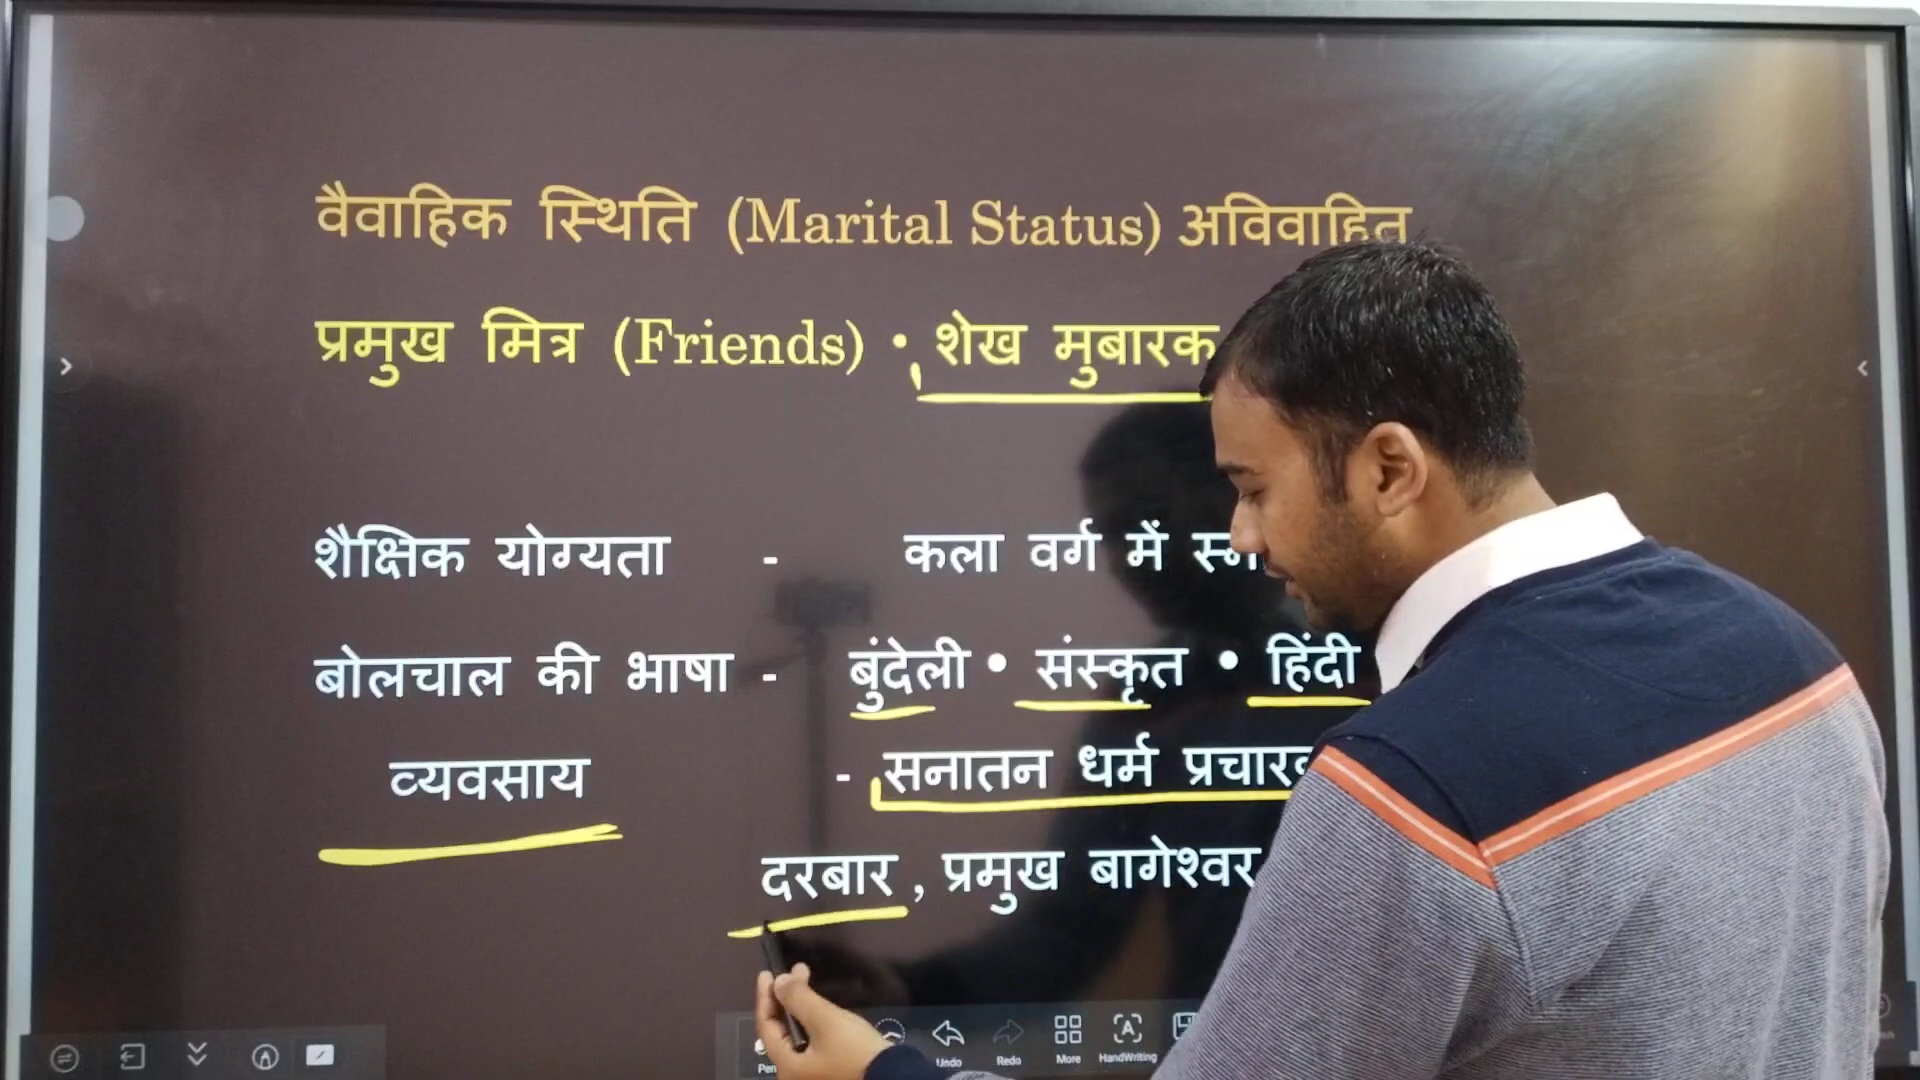 वैवाहिक स्थिति (Marital Status) अविवाहित
प्रमुख मित्र (Friends) • शेख मुबारक
शैक्षिक योग्यता - कला वर्ग में
बोलचाल की भाषा - बुंदेली • संस्कृत • हिंदी
व्यवसाय - सनातन धर्म प्रचारक
दरबार , प्रमुख बागेश्वर
Undo Redo More HandWriting
Pen